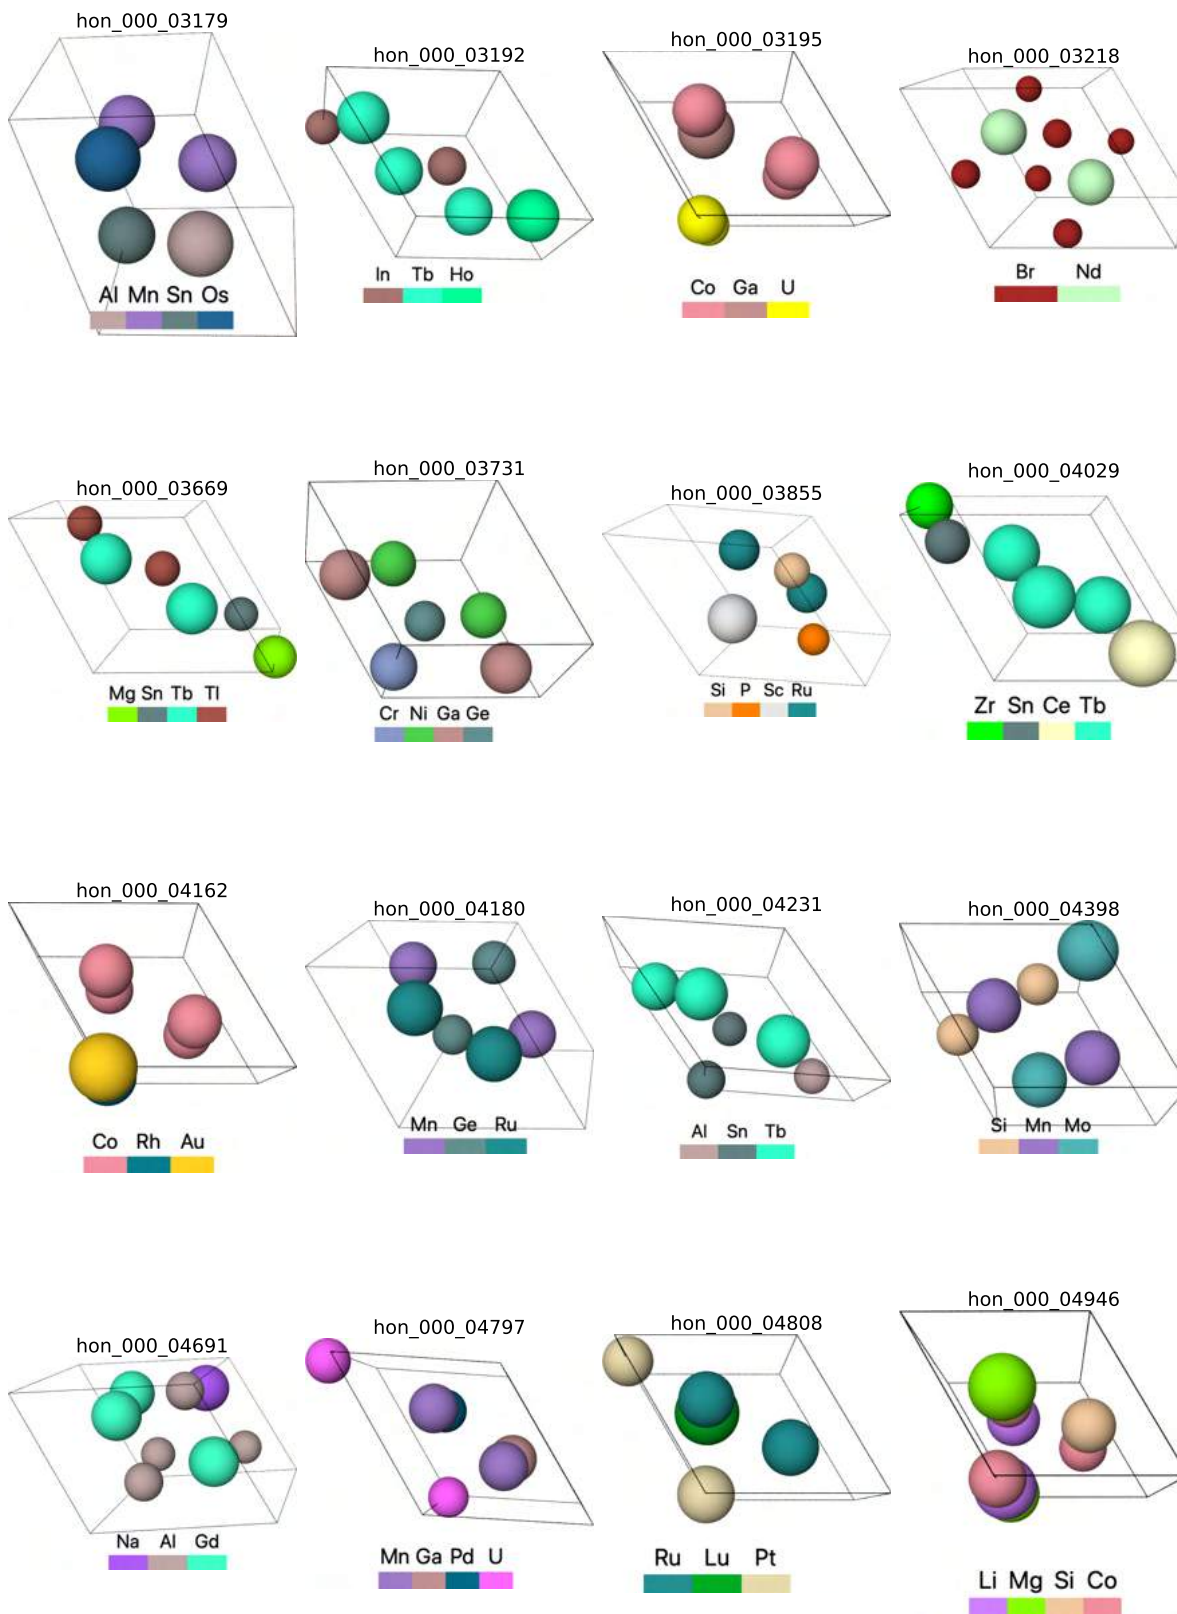 hon_000_03179
hon_000_03192
hon_000_03195
hon_000_03218
Al Mn Sn Os
In Tb Ho
Co Ga U
Br Nd
hon_000_03669
hon_000_03731
hon_000_03855
hon_000_04029
Mg Sn Tb Tl
Cr Ni Ga Ge
Si P Sc Ru
Zr Sn Ce Tb
hon_000_04162
hon_000_04180
hon_000_04231
hon_000_04398
Co Rh Au
Mn Ge Ru
Al Sn Tb
Si Mn Mo
hon_000_04691
hon_000_04797
hon_000_04808
hon_000_04946
Na Al Gd
Mn Ga Pd U
Ru Lu Pt
Li Mg Si Co